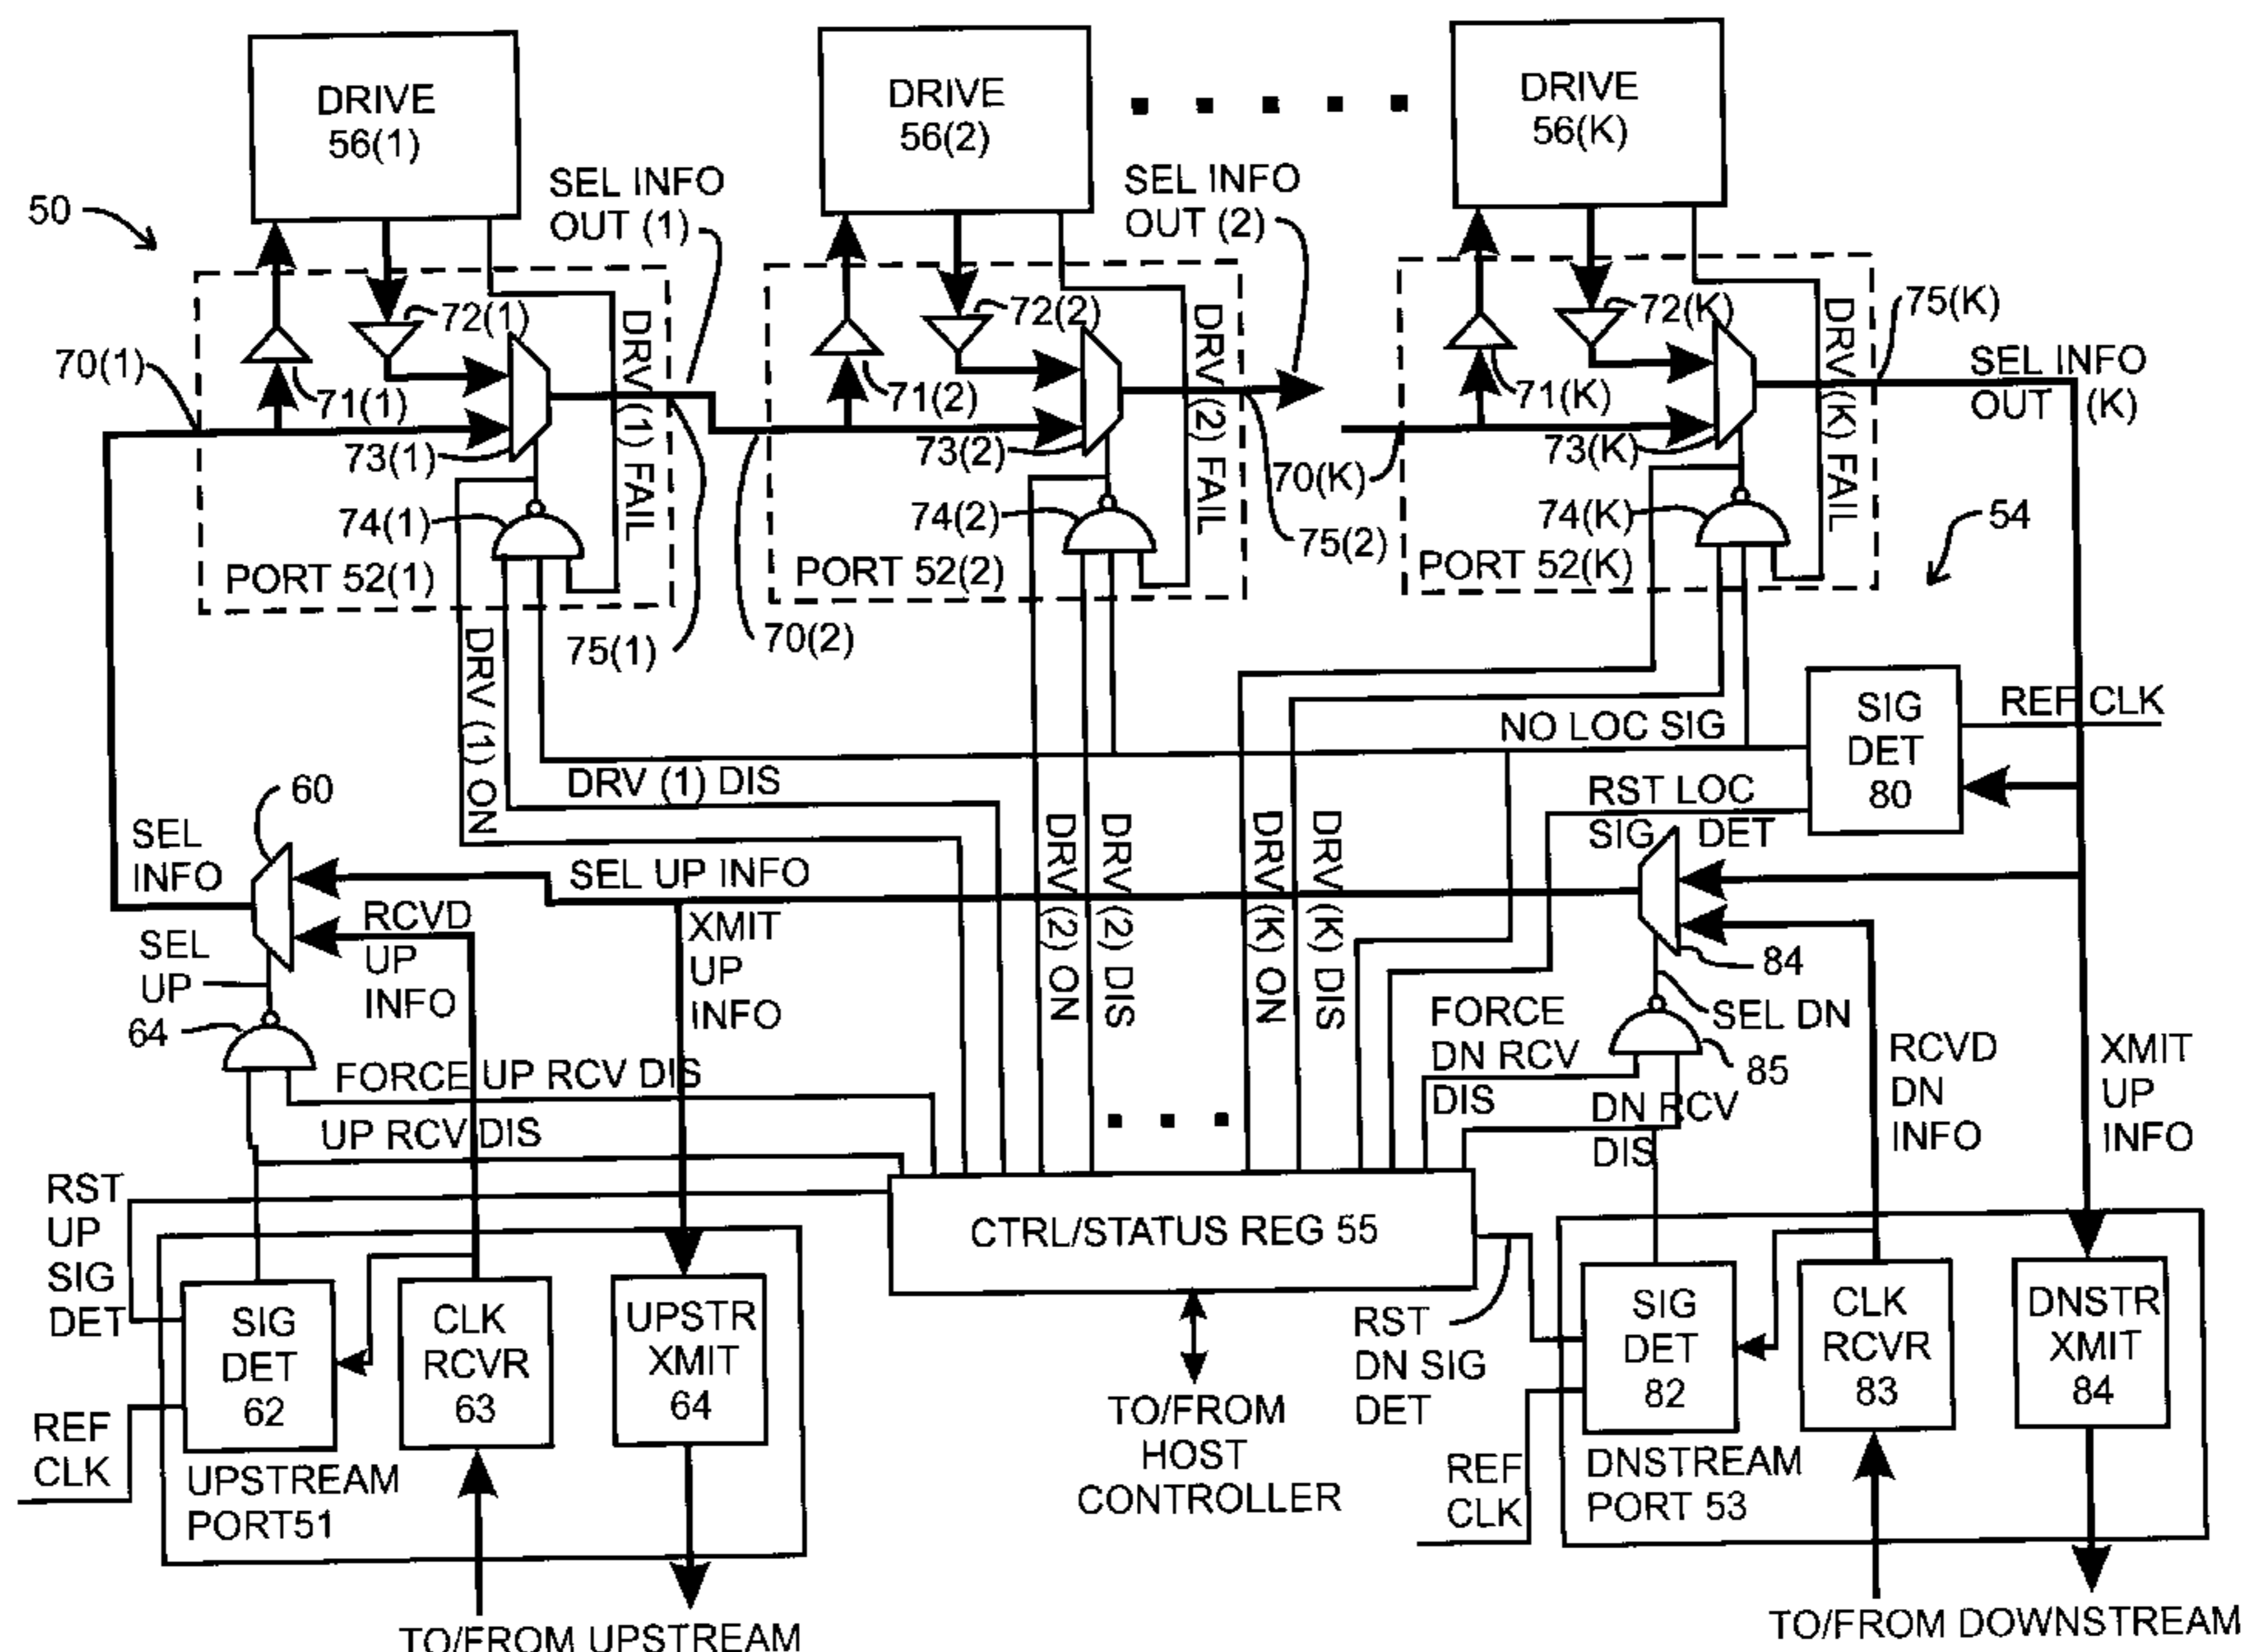 DRIVE
56(1)
DRIVE
56(2)
DRIVE
56(K)
50
SEL INFO
OUT (1)
SEL INFO
OUT (2)
72(1)
72(2)
72(K)
75(K)
70(1)
71(1)
71(2)
71(K)
SEL INFO
OUT (K)
DRV (1) FAIL
DRV (2) FAIL
DRV (K) FAIL
73(1)
73(2)
73(K)
70(K)
74(1)
74(2)
74(K)
54
75(2)
PORT 52(1)
PORT 52(2)
PORT 52(K)
75(1)
70(2)
DRV (1) ON
NO LOC SIG
SIG
DET
80
REF CLK
DRV (1) DIS
RST LOC
SIG DET
60
SEL
INFO
SEL UP INFO
DRV (2) ON
DRV (2) DIS
DRV (K) ON
DRV (K) DIS
RCVD
UP
INFO
SEL
UP
XMIT
UP
INFO
84
64
FORCE
DN RCV
DIS
SEL DN
85
RCVD
DN
INFO
XMIT
UP
INFO
FORCE UP RCV DIS
UP RCV DIS
DN RCV
DIS
RST
UP
SIG
DET
CTRL/STATUS REG 55
SIG
DET
62
CLK
RCVR
63
UPSTR
XMIT
64
RST
DN SIG
DET
SIG
DET
82
CLK
RCVR
83
DNSTR
XMIT
84
REF
CLK
UPSTREAM
PORT51
TO/FROM
HOST
CONTROLLER
REF
CLK
DNSTREAM
PORT 53
TO/FROM UPSTREAM
TO/FROM DOWNSTREAM